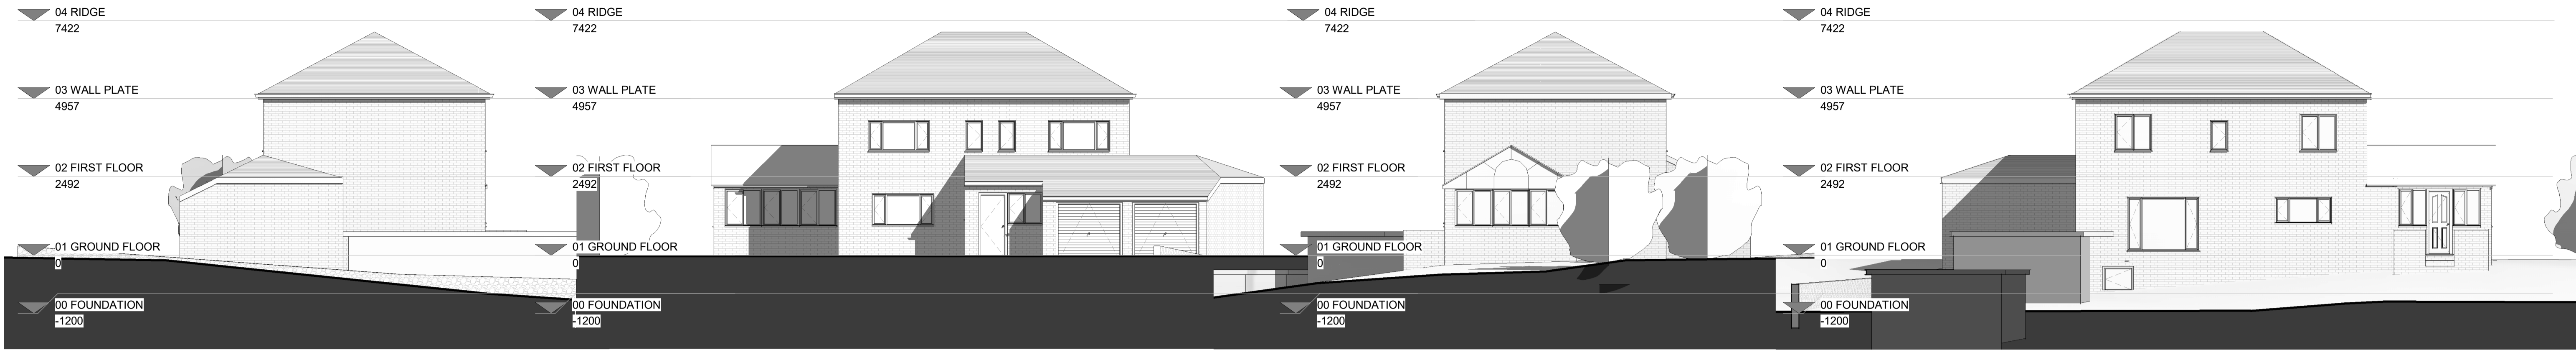 04 RIDGE
7422
03 WALL PLATE
4957
02 FIRST FLOOR
2492
01 GROUND FLOOR
0
00 FOUNDATION
-1200
04 RIDGE
7422
03 WALL PLATE
4957
02 FIRST FLOOR
2492
01 GROUND FLOOR
0
00 FOUNDATION
-1200
04 RIDGE
7422
03 WALL PLATE
4957
02 FIRST FLOOR
2492
01 GROUND FLOOR
0
00 FOUNDATION
-1200
04 RIDGE
7422
03 WALL PLATE
4957
02 FIRST FLOOR
2492
01 GROUND FLOOR
0
00 FOUNDATION
-1200